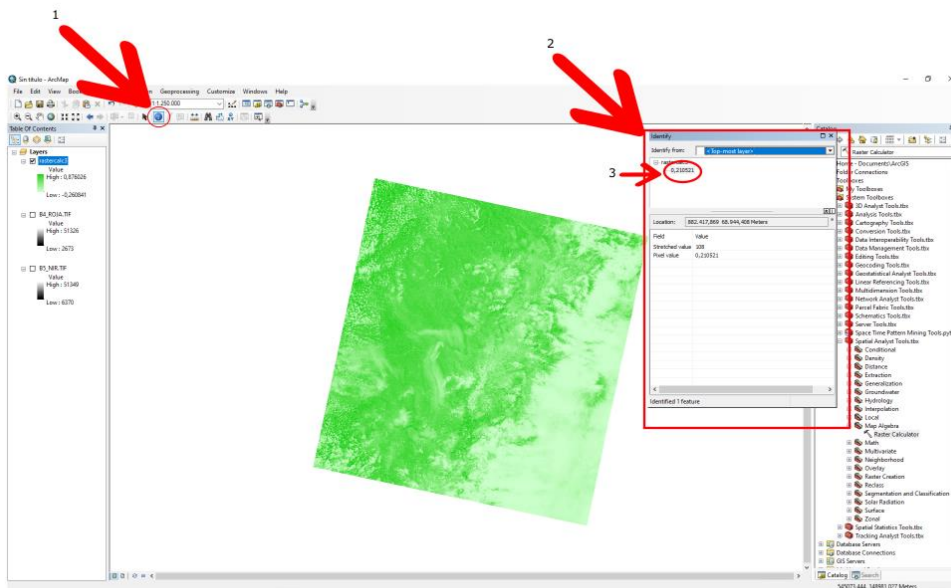 1
2
3
Sin título - ArcMap
File Edit View
Geoprocessing Customize Windows Help
1:1.250.000
Table Of Contents
Layers
rastercalc3
Value
High : 0,876026
Low : -0,260841
B4_ROJA.TIF
Value
High : 51326
Low : 2673
B5_NIR.TIF
Value
High : 51349
Low : 6370
Identify
Identify from: <Top-most layer>
0,210521
Location: 882.417,869 68.944,408 Meters
Field Value
Stretched value 108
Pixel value 0,210521
Identified 1 feature
Catalog
Raster Calculator
Home - Documents\ArcGIS
Folder Connections
Toolboxes
My Toolboxes
System Toolboxes
3D Analyst Tools.tbx
Analysis Tools.tbx
Cartography Tools.tbx
Conversion Tools.tbx
Data Interoperability Tools.tbx
Data Management Tools.tbx
Editing Tools.tbx
Geocoding Tools.tbx
Geostatistical Analyst Tools.tbx
Linear Referencing Tools.tbx
Multidimension Tools.tbx
Network Analyst Tools.tbx
Parcel Fabric Tools.tbx
Schematics Tools.tbx
Server Tools.tbx
Space Time Pattern Mining Tools.pyt
Spatial Analyst Tools.tbx
Conditional
Density
Distance
Extraction
Generalization
Groundwater
Hydrology
Interpolation
Local
Map Algebra
Raster Calculator
Math
Multivariate
Neighborhood
Overlay
Raster Creation
Reclass
Segmentation and Classification
Solar Radiation
Surface
Zonal
Spatial Statistics Tools.tbx
Tracking Analyst Tools.tbx
Database Servers
Database Connections
GIS Servers
Catalog Search